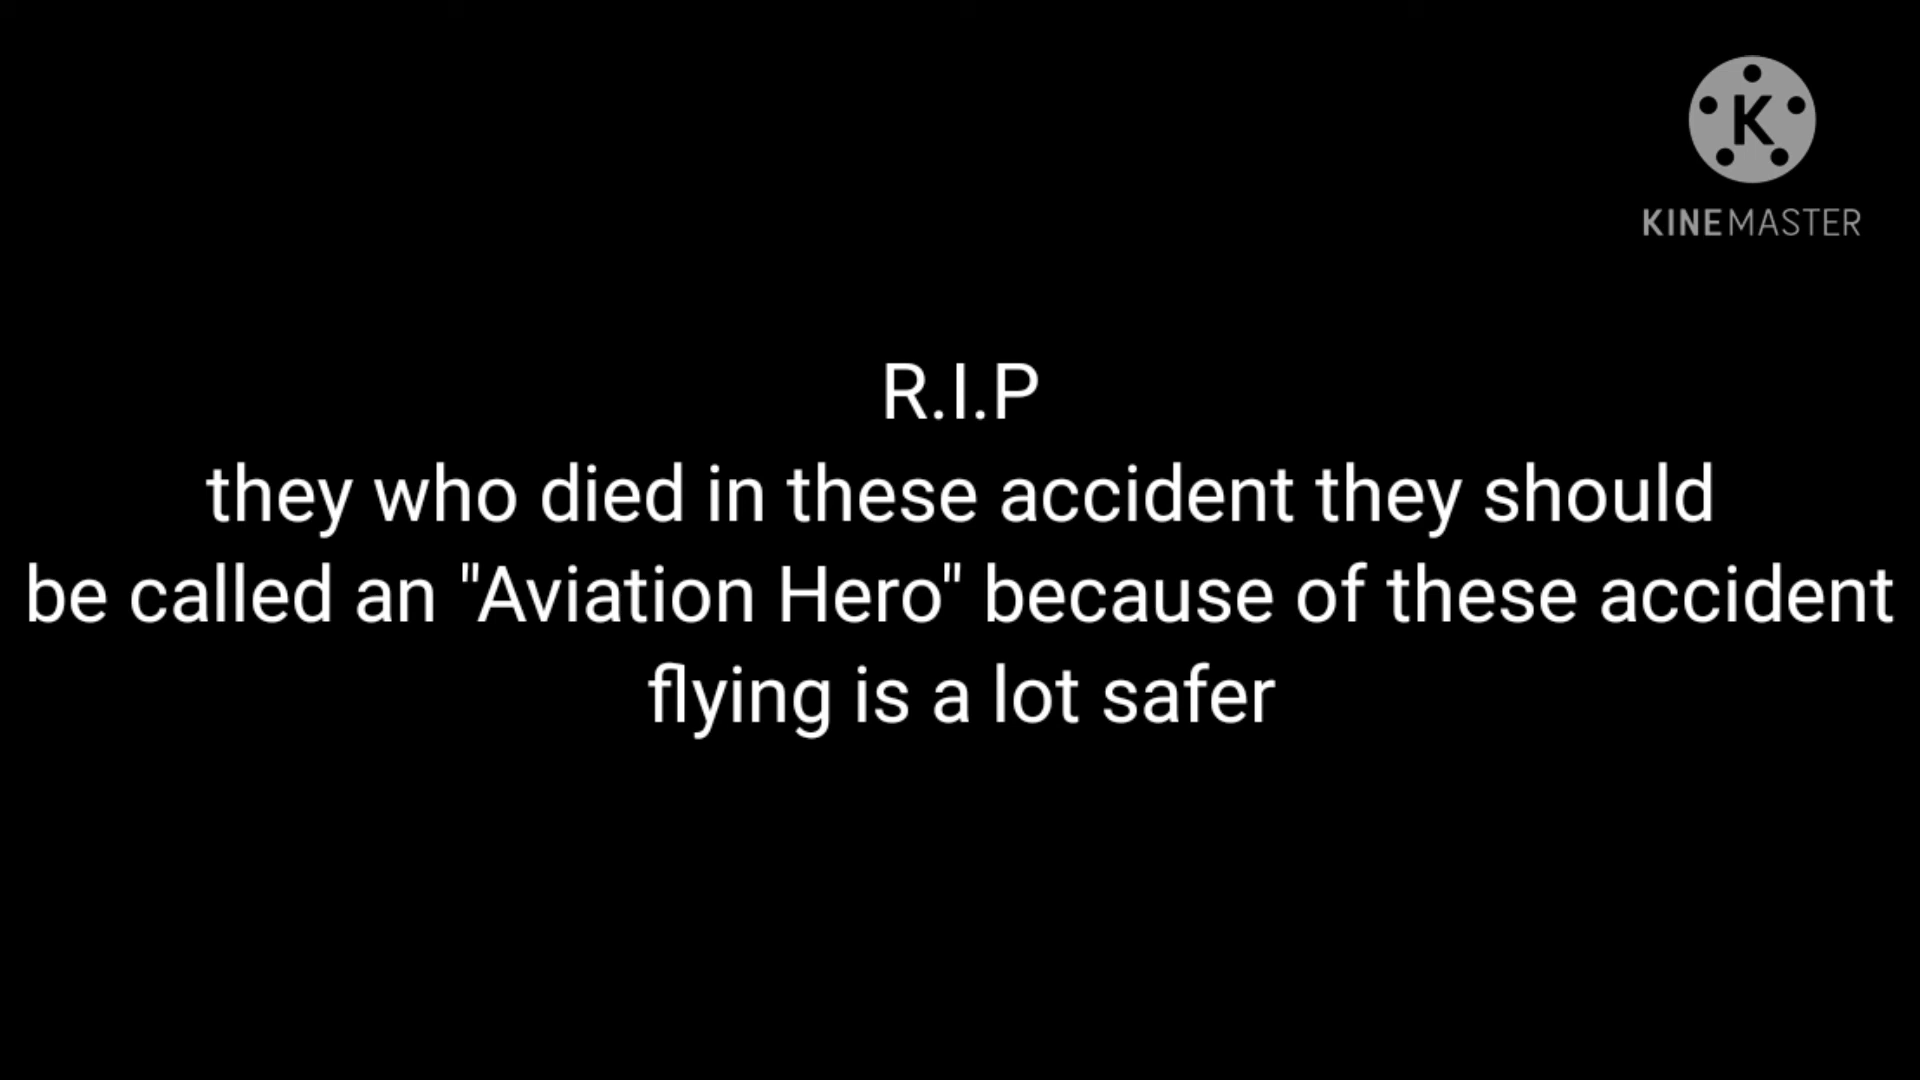 K
KINEMASTER
R.I.P
they who died in these accident they should
be called an "Aviation Hero" because of these accident
flying is a lot safer